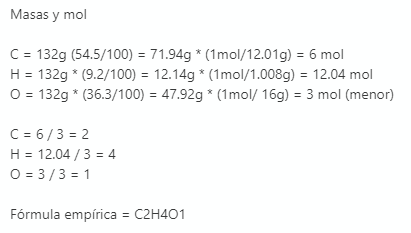 Masas y mol
C = 132g (54.5/100) = 71.94g * (1mol/12.01g) = 6 mol
H = 132g * (9.2/100) = 12.14g * (1mol/1.008g) = 12.04 mol
O = 132g * (36.3/100) = 47.92g * (1mol/ 16g) = 3 mol (menor)
C = 6 / 3 = 2
H = 12.04 / 3 = 4
O = 3 / 3 = 1
Fórmula empírica = C2H4O1